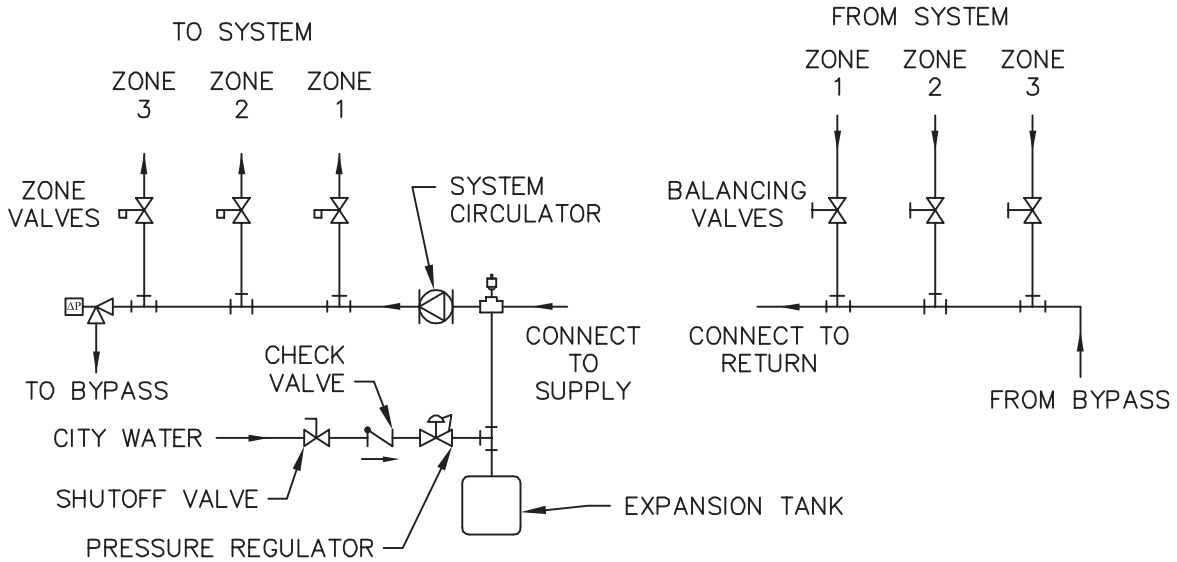 TO SYSTEM
ZONE
3
ZONE
2
ZONE
1
ZONE
VALVES
SYSTEM
CIRCULATOR
ΔP
TO BYPASS
CONNECT
TO
SUPPLY
CHECK
VALVE
CITY WATER
SHUTOFF VALVE
PRESSURE REGULATOR
EXPANSION TANK
FROM SYSTEM
ZONE
1
ZONE
2
ZONE
3
BALANCING
VALVES
CONNECT TO
RETURN
FROM BYPASS